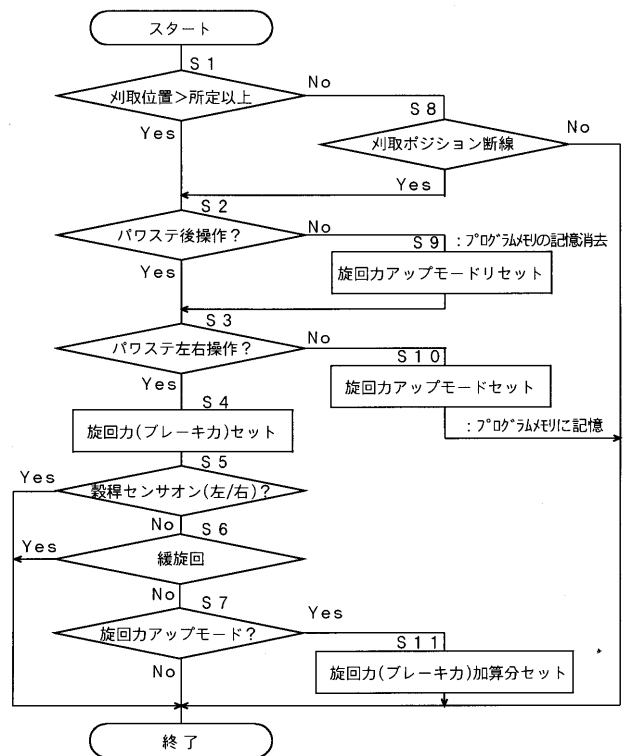 スタート
S1
刈取位置>所定以上
No
Yes
S8
刈取ポジション断線
No
Yes
S2
パワステ後操作?
No
Yes
S9
:プログラムメモリの記憶消去
旋回力アップモードリセット
S3
パワステ左右操作?
No
Yes
S10
旋回力アップモードセット
:プログラムメモリに記憶
S4
旋回力(ブレーキ力)セット
S5
Yes
穀稈センサオン(左/右)?
No
S6
Yes
緩旋回
No
S7
旋回力アップモード?
Yes
No
S11
旋回力(ブレーキ力)加算分セット
終了